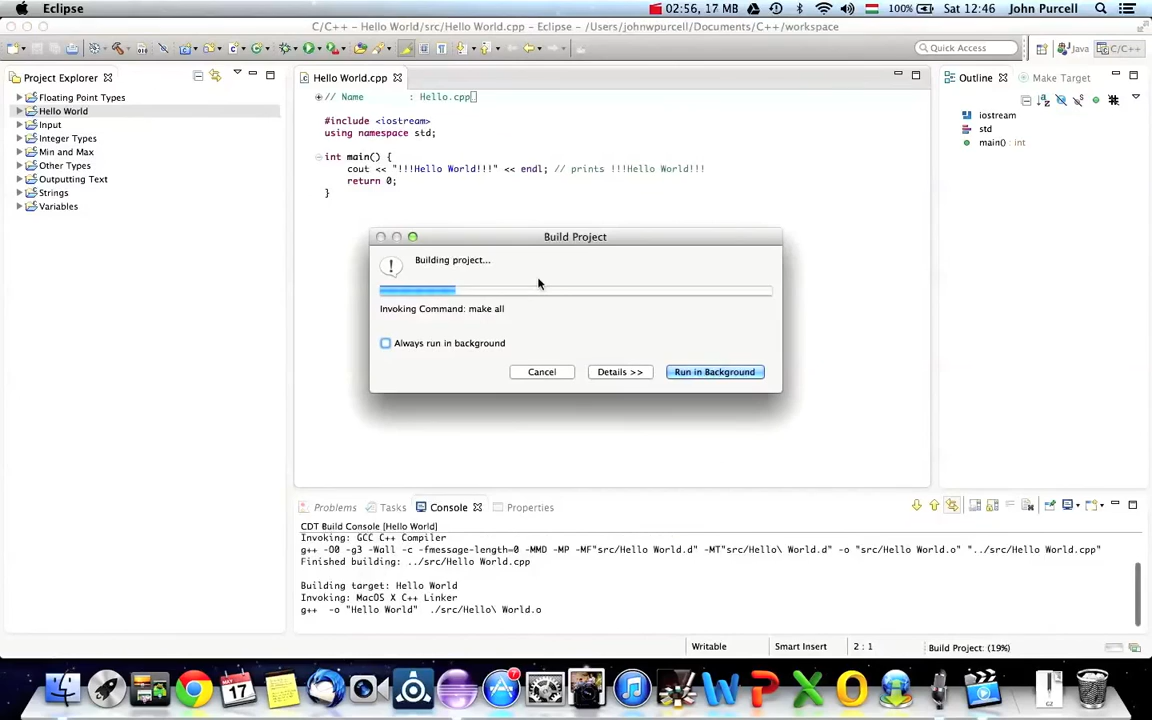 Eclipse
02:56, 17 MB
100%
Sat 12:46
John Purcell
C/C++ – Hello World/src/Hello World.cpp – Eclipse – /Users/johnwpurcell/Documents/C++/workspace
Quick Access
Java
C/C++
Project Explorer
Floating Point Types
Hello World
Input
Integer Types
Min and Max
Other Types
Outputting Text
Strings
Variables
Hello World.cpp
// Name        : Hello.cpp
#include <iostream>
using namespace std;
int main() {
cout << "!!!Hello World!!!" << endl; // prints !!!Hello World!!!
return 0;
}
Outline
Make Target
iostream
std
main() : int
Build Project
Building project...
Invoking Command: make all
Always run in background
Cancel
Details >>
Run in Background
Problems
Tasks
Console
Properties
CDT Build Console [Hello World]
Invoking: GCC C++ Compiler
g++ -O0 -g3 -Wall -c -fmessage-length=0 -MMD -MP -MF"src/Hello World.d" -MT"src/Hello\ World.d" -o "src/Hello World.o" "../src/Hello World.cpp"
Finished building: ../src/Hello World.cpp
Building target: Hello World
Invoking: MacOS X C++ Linker
g++  -o "Hello World"  ./src/Hello\ World.o
Writable
Smart Insert
2 : 1
Build Project: (19%)
17